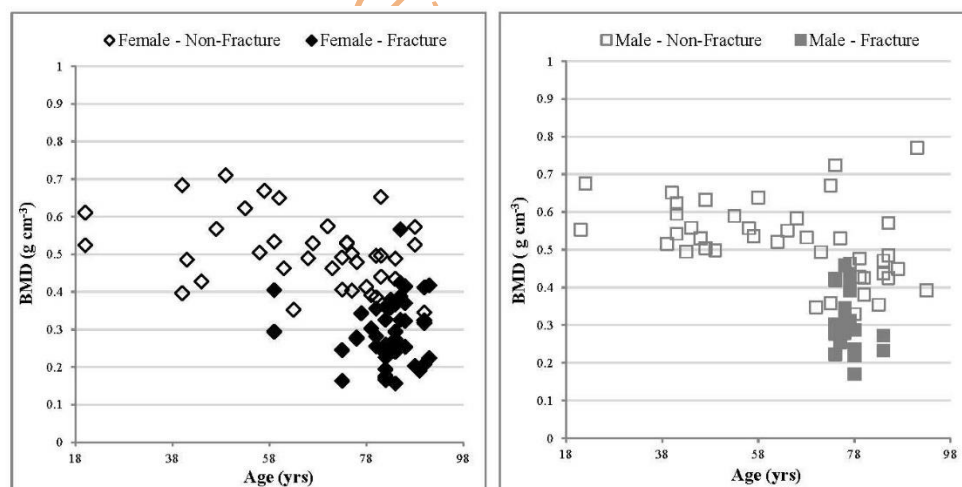 Female - Non-Fracture Female - Fracture
1
0.9
0.8
0.7
0.6
0.5
0.4
0.3
0.2
0.1
0
BMD (g cm-3)
18 38 58 78 98
Age (yrs)
Male - Non-Fracture Male - Fracture
1
0.9
0.8
0.7
0.6
0.5
0.4
0.3
0.2
0.1
0
BMD ( g cm-3)
18 38 58 78 98
Age (yrs)